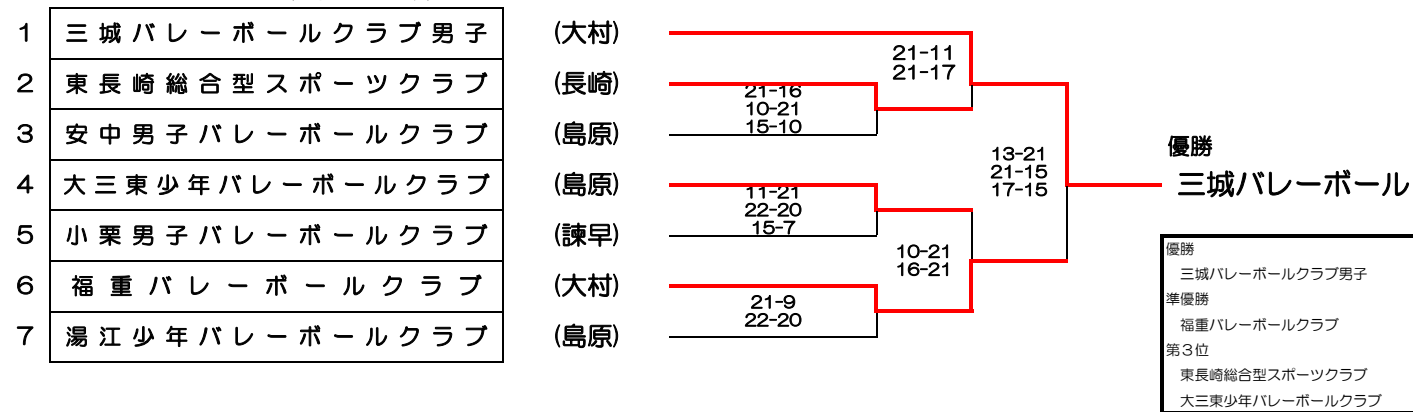 1 三城バレーボールクラブ男子 (大村)
2 東長崎総合型スポーツクラブ (長崎)
3 安中男子バレーボールクラブ (島原)
4 大三東少年バレーボールクラブ (島原)
5 小栗男子バレーボールクラブ (諫早)
6 福重バレーボールクラブ (大村)
7 湯江少年バレーボールクラブ (島原)
21-16
10-21
15-10
11-21
22-20
15-7
21-9
22-20
21-11
21-17
10-21
16-21
13-21
21-15
17-15
優勝
三城バレーボール
優勝
三城バレーボールクラブ男子
準優勝
福重バレーボールクラブ
第3位
東長崎総合型スポーツクラブ
大三東少年バレーボールクラブ